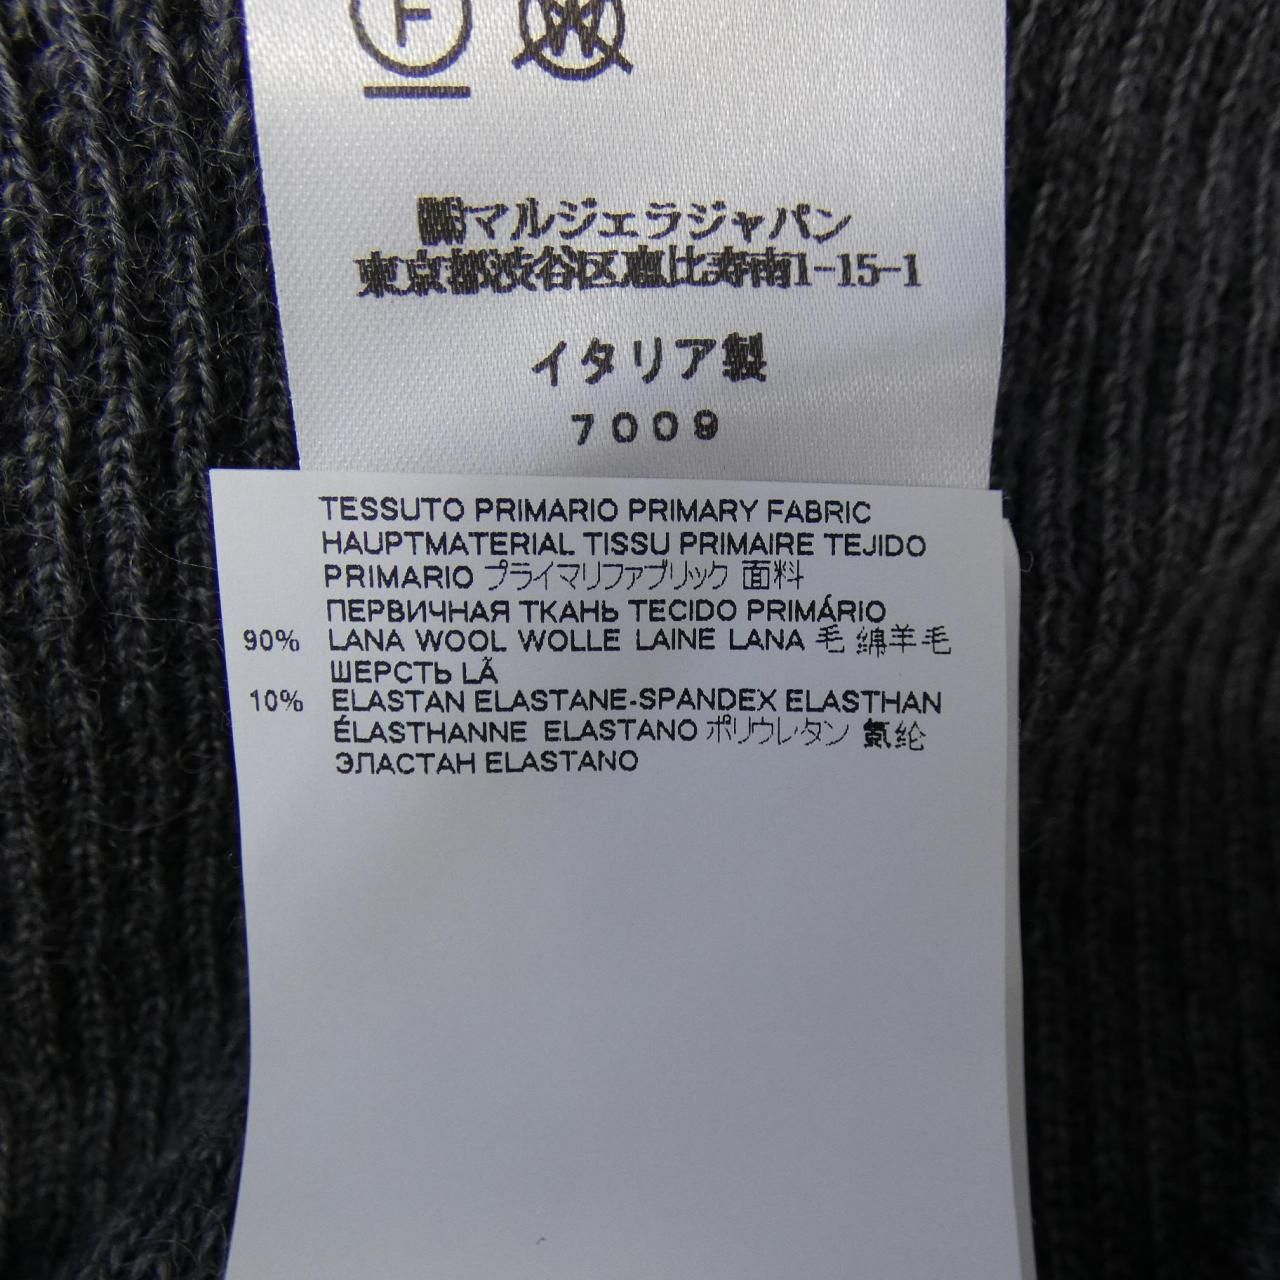 F
W
㈱マルジェラジャパン
東京都渋谷区恵比寿南1-15-1
イタリア製
7009
TESSUTO PRIMARIO PRIMARY FABRIC
HAUPTMATERIAL TISSU PRIMAIRE TEJIDO
PRIMARIO プライマリファブリック 面料
ПЕРВИЧНАЯ ТКАНЬ TECIDO PRIMÁRIO
90% LANA WOOL WOLLE LAINE LANA 毛 绵羊毛
ШЕРСТЬ LÃ
10% ELASTAN ELASTANE-SPANDEX ELASTHAN
ÉLASTHANNE ELASTANO ポリウレタン 氨纶
ЭЛАСТАН ELASTANO